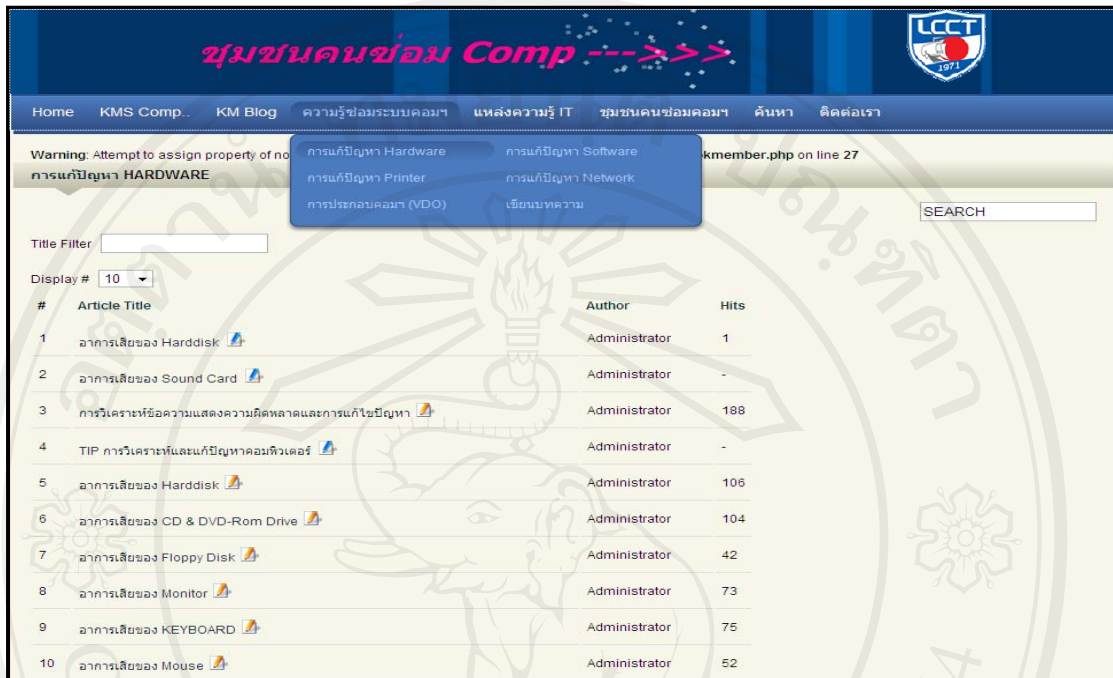 ชุมชนคนซ่อม Comp --->>>
LCCT
1971
Home KMS Comp.. KM Blog ความรู้ซ่อมระบบคอมฯ แหล่งความรู้ IT ชุมชนคนซ่อมคอมฯ ค้นหา ติดต่อเรา
Warning: Attempt to assign property of no kmember.php on line 27
การแก้ปัญหา Hardware การแก้ปัญหา Software
การแก้ปัญหา Printer การแก้ปัญหา Network
การประกอบคอมฯ (VDO) เขียนบทความ
การแก้ปัญหา HARDWARE
SEARCH
Title Filter
Display # 10
# Article Title Author Hits
1 อาการเสียของ Harddisk Administrator 1
2 อาการเสียของ Sound Card Administrator -
3 การวิเคราะห์ข้อความแสดงความผิดพลาดและการแก้ไขปัญหา Administrator 188
4 TIP การวิเคราะห์และแก้ปัญหาคอมพิวเตอร์ Administrator -
5 อาการเสียของ Harddisk Administrator 106
6 อาการเสียของ CD & DVD-Rom Drive Administrator 104
7 อาการเสียของ Floppy Disk Administrator 42
8 อาการเสียของ Monitor Administrator 73
9 อาการเสียของ KEYBOARD Administrator 75
10 อาการเสียของ Mouse Administrator 52